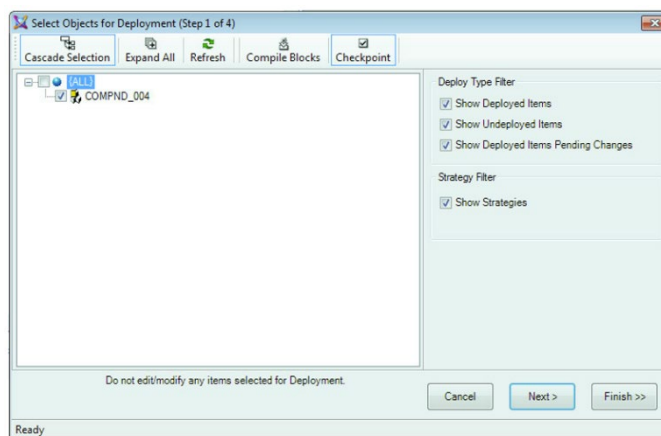 Select Objects for Deployment (Step 1 of 4)
Cascade Selection Expand All Refresh Compile Blocks Checkpoint
{ALL}
COMPND_004
Deploy Type Filter
Show Deployed Items
Show Undeployed Items
Show Deployed Items Pending Changes
Strategy Filter
Show Strategies
Do not edit/modify any items selected for Deployment.
Cancel Next > Finish >>
Ready